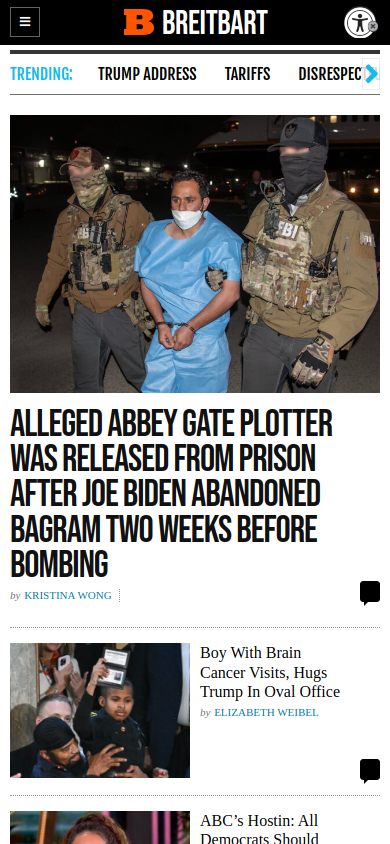 BREITBART
TRENDING: TRUMP ADDRESS TARIFFS DISRESPEC
FBI
ALLEGED ABBEY GATE PLOTTER
WAS RELEASED FROM PRISON
AFTER JOE BIDEN ABANDONED
BAGRAM TWO WEEKS BEFORE
BOMBING
by KRISTINA WONG
Boy With Brain
Cancer Visits, Hugs
Trump In Oval Office
by ELIZABETH WEIBEL
ABC’s Hostin: All
Democrats Should